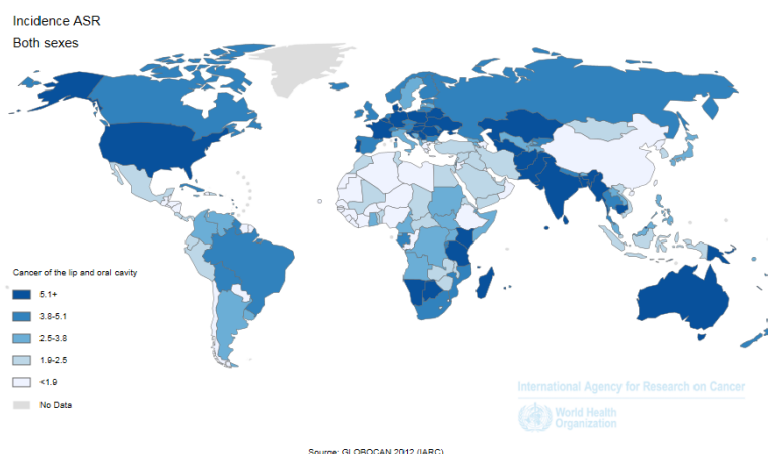 Incidence ASR
Both sexes
Cancer of the lip and oral cavity
5.1+
3.8-5.1
2.5-3.8
1.9-2.5
<1.9
No Data
International Agency for Research on Cancer
World Health
Organization
Source: GLOBOCAN 2012 (IARC)